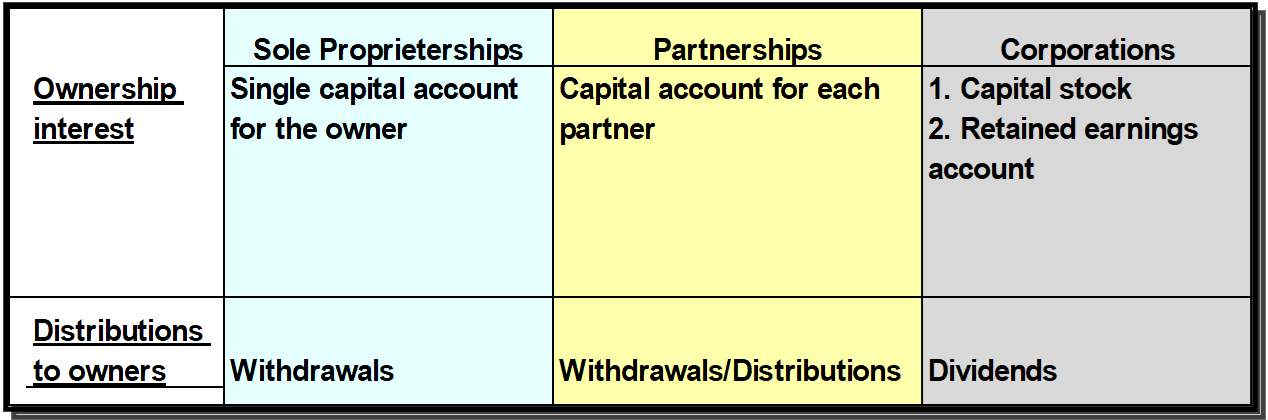 Sole Proprieterships
Partnerships
Corporations
Ownership
interest
Single capital account
for the owner
Capital account for each
partner
1. Capital stock
2. Retained earnings
account
Distributions
to owners
Withdrawals
Withdrawals/Distributions
Dividends